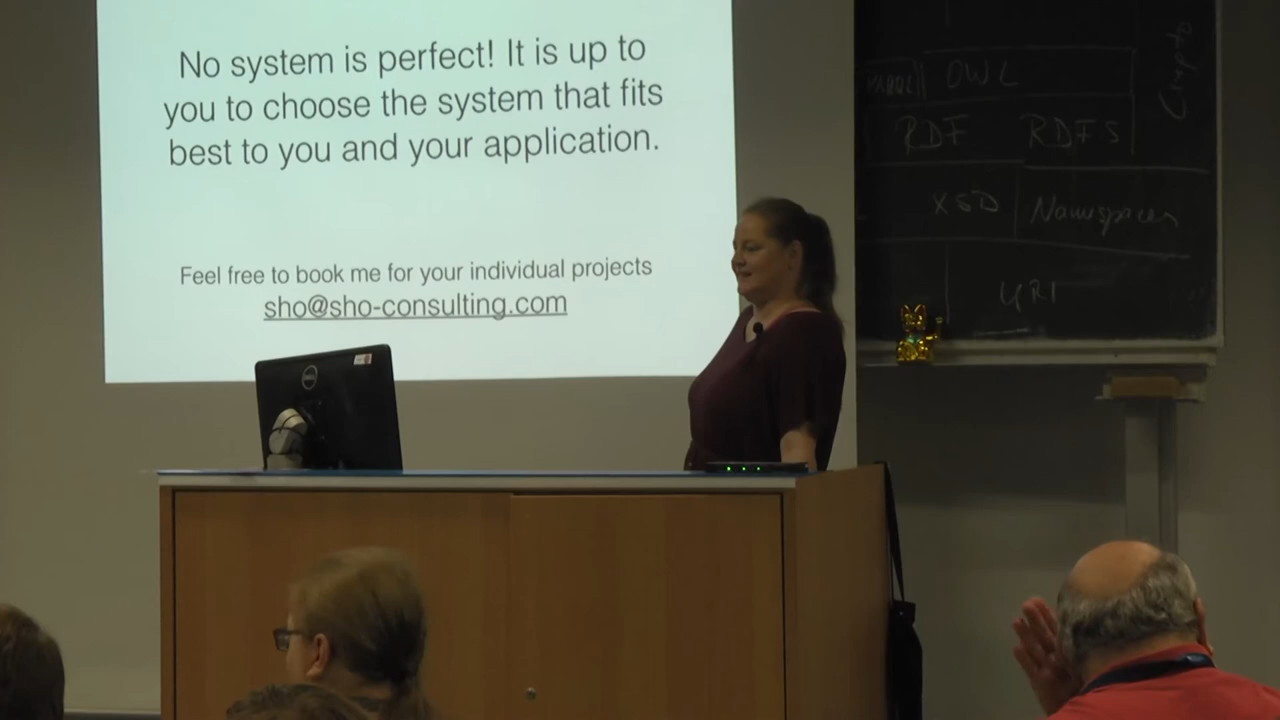 No system is perfect! It is up to
you to choose the system that fits
best to you and your application.
Feel free to book me for your individual projects
sho@sho-consulting.com
DELL
OWL
RDF RDFS
XSD Namespaces
URI